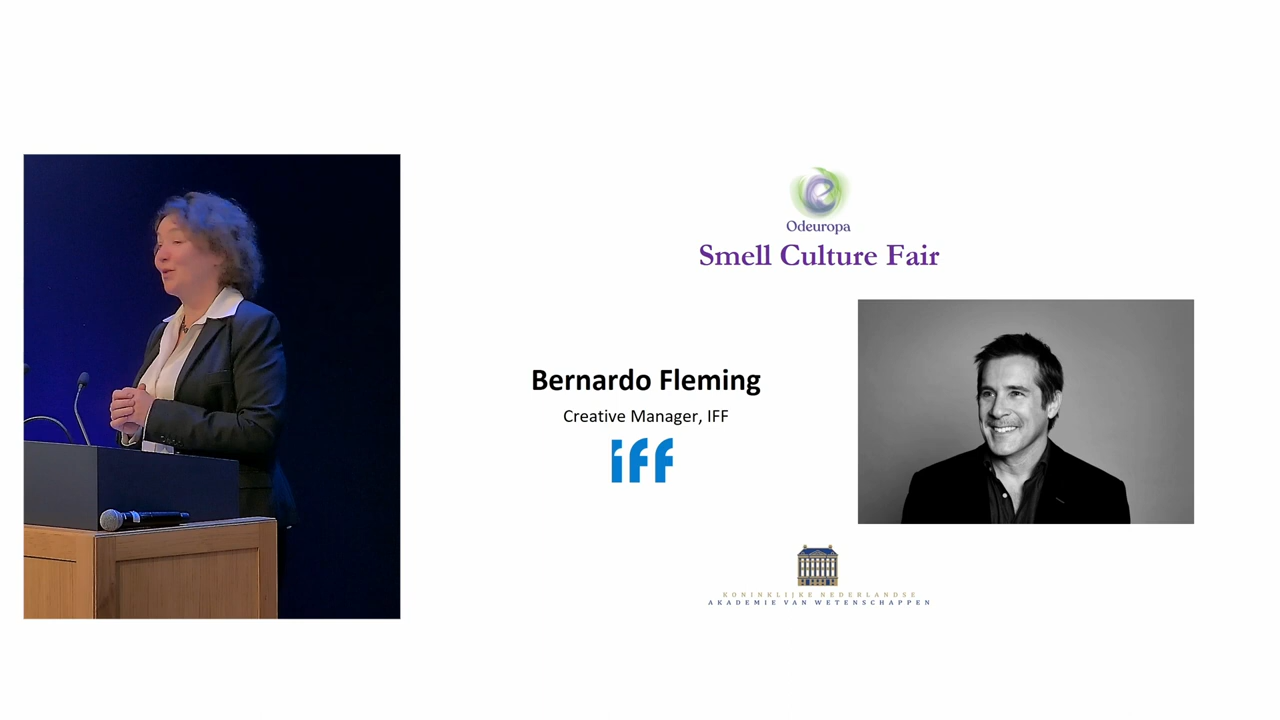 Odeuropa
Smell Culture Fair
Bernardo Fleming
Creative Manager, IFF
iff
KONINKLIJKE NEDERLANDSE
AKADEMIE VAN WETENSCHAPPEN